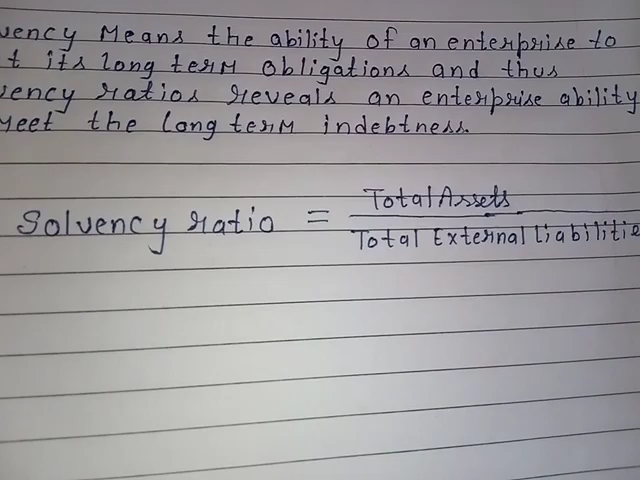 vency Means the ability of an enterprise to
t its long term obligations and thus
vency ratios reveals an enterprise ability
meet the long term indebtness.
Total Assets
Solvency ratio =
Total External Liabilitie